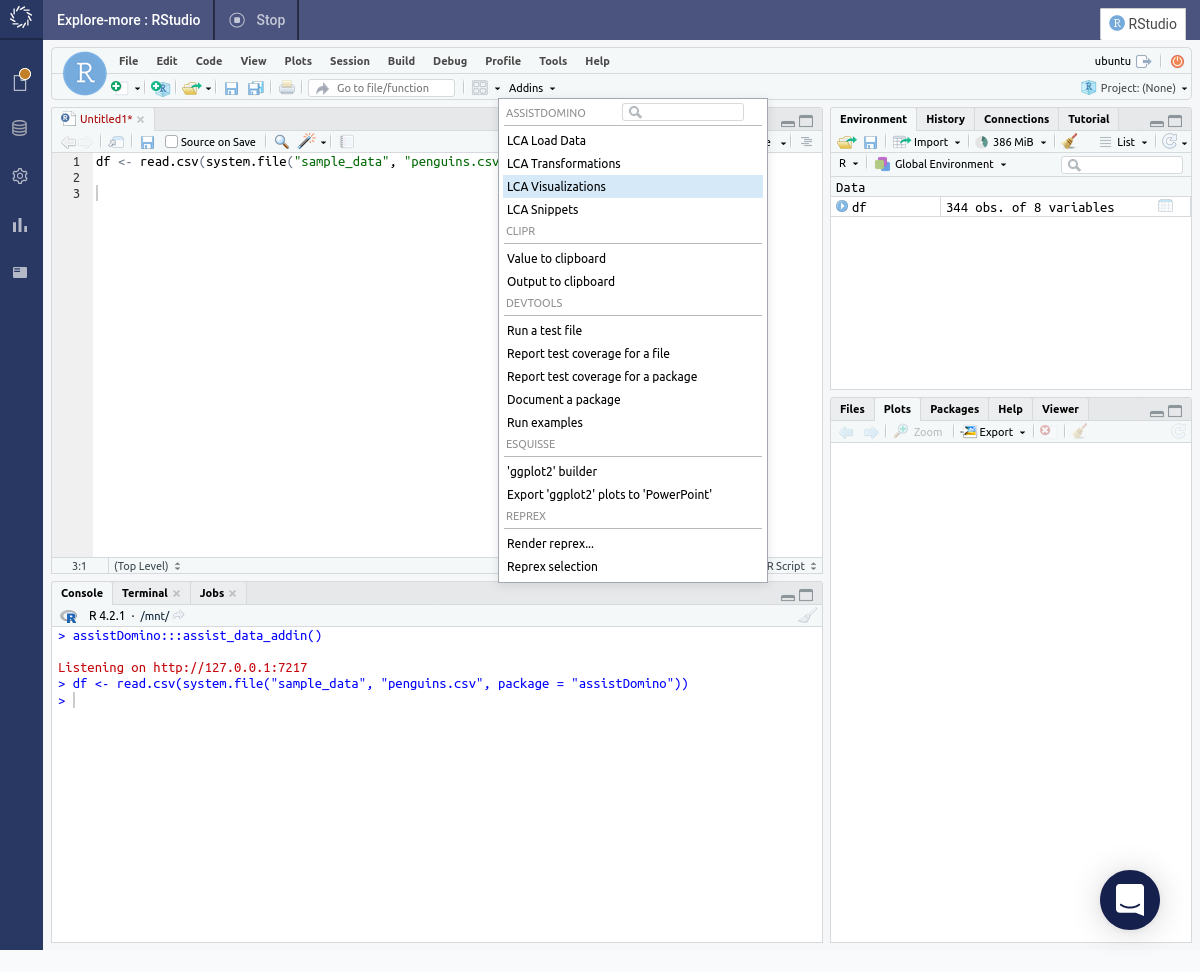 Explore-more : RStudio
Stop
R RStudio
R
File Edit Code View Plots Session Build Debug Profile Tools Help
ubuntu
Go to file/function
Addins
Project: (None)
Untitled1*
Source on Save
1 df <- read.csv(system.file("sample_data", "penguins.csv
2
3
3:1 (Top Level)
R Script
ASSISTDOMINO
LCA Load Data
LCA Transformations
LCA Visualizations
LCA Snippets
CLIPR
Value to clipboard
Output to clipboard
DEVTOOLS
Run a test file
Report test coverage for a file
Report test coverage for a package
Document a package
Run examples
ESQUISSE
'ggplot2' builder
Export 'ggplot2' plots to 'PowerPoint'
REPREX
Render reprex...
Reprex selection
Console Terminal Jobs
R 4.2.1 · /mnt/
> assistDomino:::assist_data_addin()
Listening on http://127.0.0.1:7217
> df <- read.csv(system.file("sample_data", "penguins.csv", package = "assistDomino"))
>
Environment History Connections Tutorial
Import 386 MiB List
R Global Environment
Data
df 344 obs. of 8 variables
Files Plots Packages Help Viewer
Zoom Export